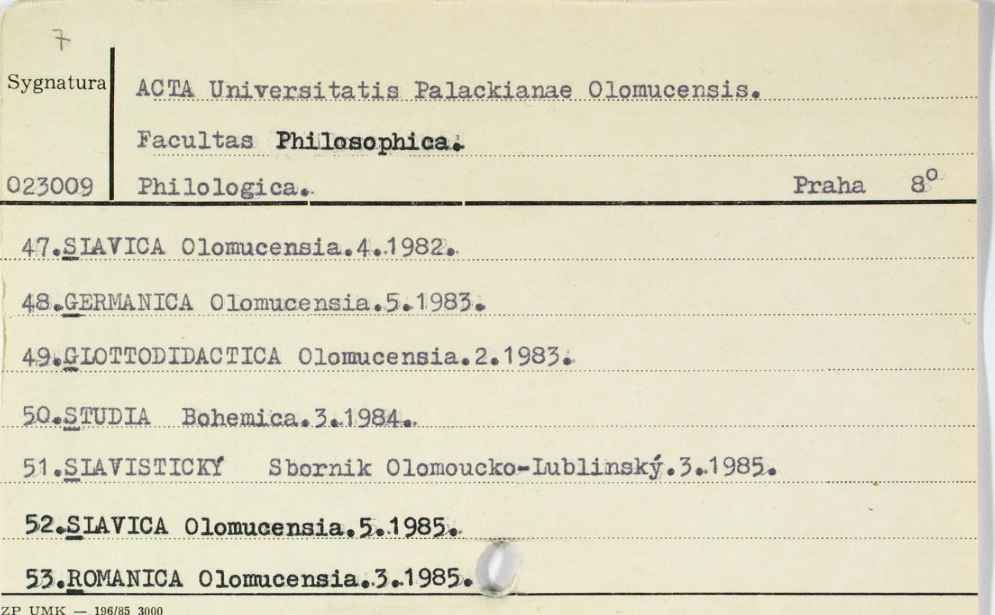 7
Sygnatura
ACTA Universitatis Palackianae Olomucensis.
Facultas Philosophica.
023009 Philologica. Praha 8°
47.SLAVICA Olomucensia.4.1982.
48.GERMANICA Olomucensia.5.1983.
49.GLOTTODIDACTICA Olomucensia.2.1983.
50.STUDIA Bohemica.3.1984.
51.SLAVISTICKÝ Sbornik Olomoucko-Lublinský.3.1985.
52.SLAVICA Olomucensia.5.1985.
53.ROMANICA Olomucensia.3.1985.
ZP UMK — 196/85 3000